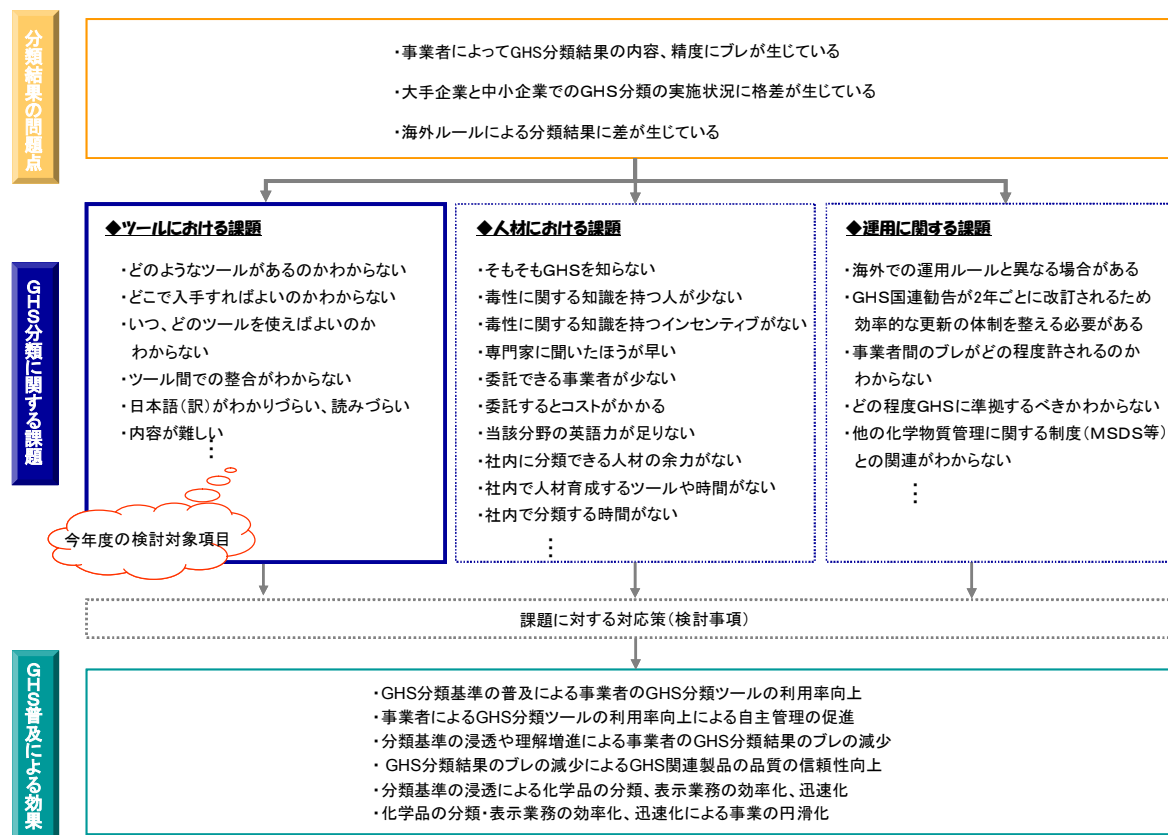 分類結果の問題点
・事業者によってGHS分類結果の内容、精度にブレが生じている
・大手企業と中小企業でのGHS分類の実施状況に格差が生じている
・海外ルールによる分類結果に差が生じている
GHS分類に関する課題
◆ツールにおける課題
・どのようなツールがあるのかわからない
・どこで入手すればよいのかわからない
・いつ、どのツールを使えばよいのか
わからない
・ツール間での整合がわからない
・日本語(訳)がわかりづらい、読みづらい
・内容が難しい
⋮
今年度の検討対象項目
◆人材における課題
・そもそもGHSを知らない
・毒性に関する知識を持つ人が少ない
・毒性に関する知識を持つインセンティブがない
・専門家に聞いたほうが早い
・委託できる事業者が少ない
・委託するとコストがかかる
・当該分野の英語力が足りない
・社内に分類できる人材の余力がない
・社内で人材育成するツールや時間がない
・社内で分類する時間がない
⋮
◆運用に関する課題
・海外での運用ルールと異なる場合がある
・GHS国連勧告が2年ごとに改訂されるため
効率的な更新の体制を整える必要がある
・事業者間のブレがどの程度許されるのか
わからない
・どの程度GHSに準拠するべきかわからない
・他の化学物質管理に関する制度(MSDS等)
との関連がわからない
⋮
課題に対する対応策(検討事項)
GHS普及による効果
・GHS分類基準の普及による事業者のGHS分類ツールの利用率向上
・事業者によるGHS分類ツールの利用率向上による自主管理の促進
・分類基準の浸透や理解増進による事業者のGHS分類結果のブレの減少
・GHS分類結果のブレの減少によるGHS関連製品の品質の信頼性向上
・分類基準の浸透による化学品の分類、表示業務の効率化、迅速化
・化学品の分類・表示業務の効率化、迅速化による事業の円滑化